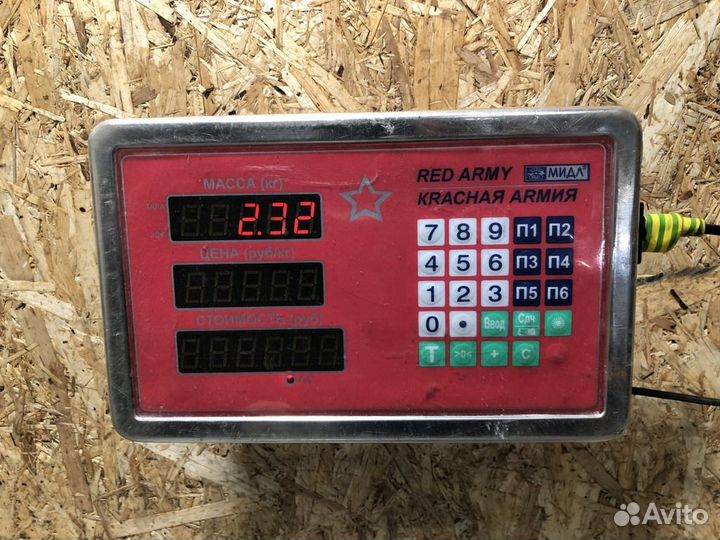 МАССА (кг)
2.32
ЦЕНА (руб/кг)
СТОИМОСТЬ (руб)
RED ARMY МИДЛ®
КRАСНАЯ АRМИЯ
7 8 9 П1 П2
4 5 6 П3 П4
1 2 3 П5 П6
0 • Ввод Слч
T >0< + C
Avito